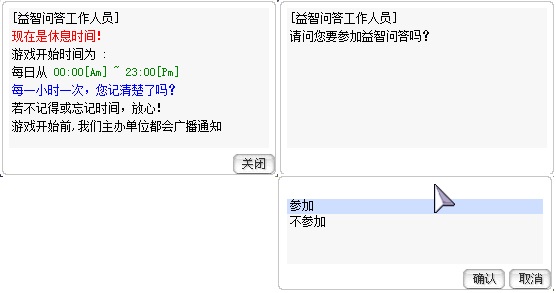 [益智问答工作人员]
现在是休息时间!
游戏开始时间为 :
每日从 00:00[Am] ~ 23:00[Pm]
每一小时一次，您记清楚了吗?
若不记得或忘记时间，放心!
游戏开始前,我们主办单位都会广播通知
关闭
[益智问答工作人员]
请问您要参加益智问答吗?
参加
不参加
确认
取消